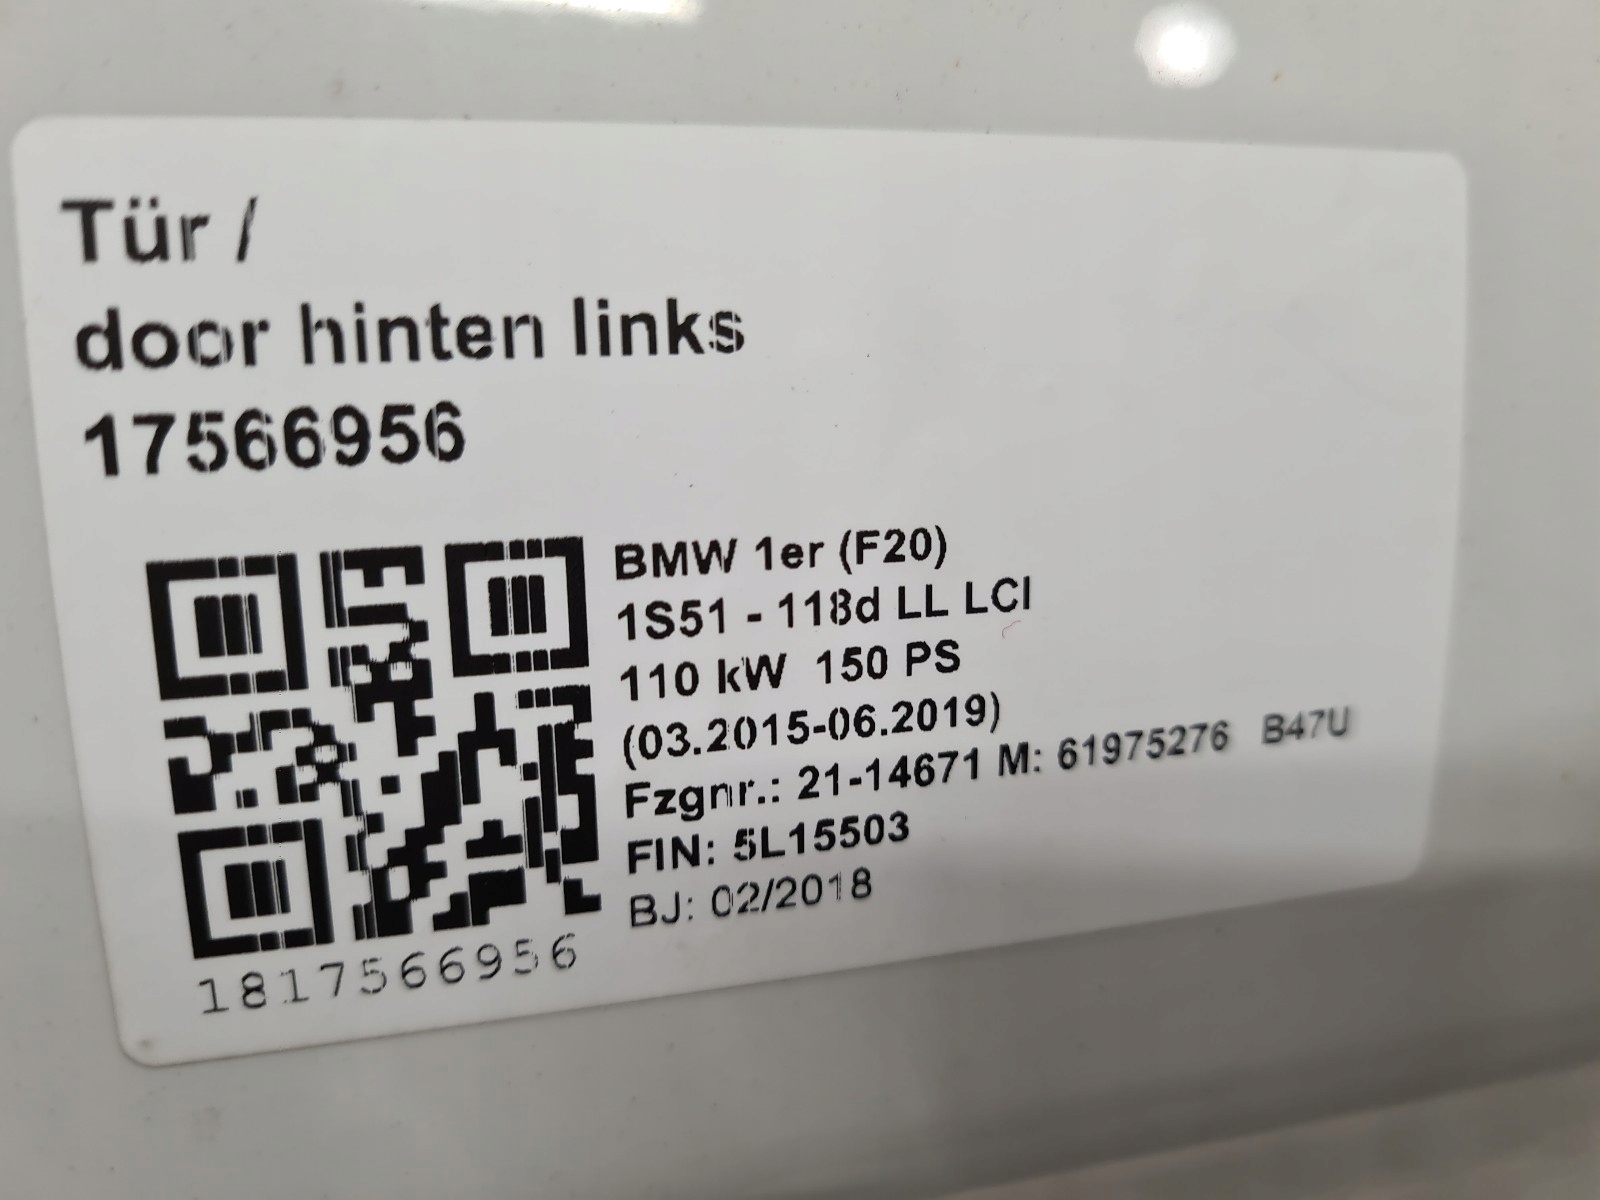 Tür /
door hinten links
17566956
BMW 1er (F20)
1S51 - 118d LL LCI
110 kW 150 PS
(03.2015-06.2019)
Fzgnr.: 21-14671 M: 61975276 B47U
FIN: 5L15503
BJ: 02/2018
1817566956